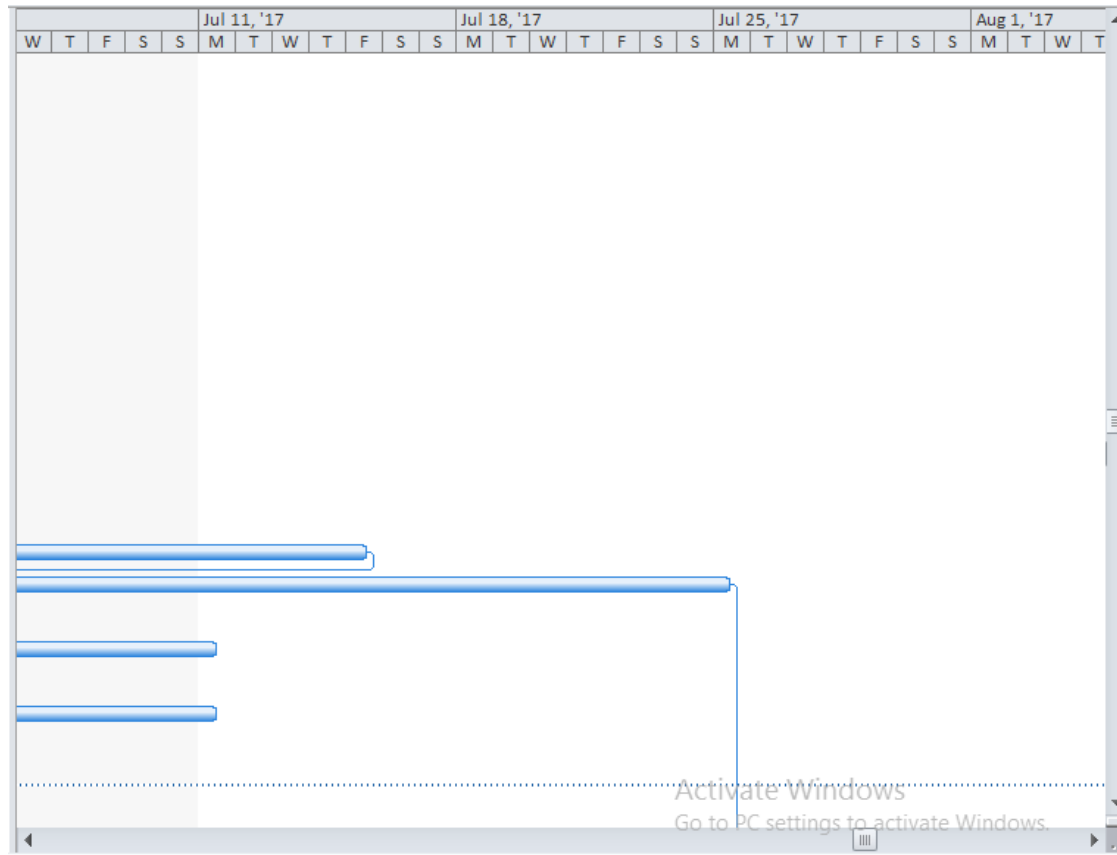 Jul 11, '17 Jul 18, '17 Jul 25, '17 Aug 1, '17
W T F S S M T W T F S S M T W T F S S M T W T F S S M T W T
Activate Windows
Go to PC settings to activate Windows.